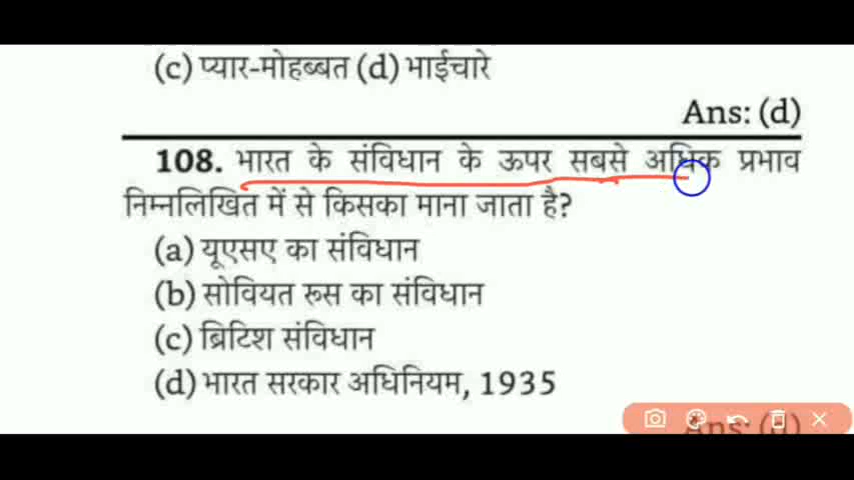 (c) प्यार-मोहब्बत (d) भाईचारे
Ans: (d)
108. भारत के संविधान के ऊपर सबसे अधिक प्रभाव
निम्नलिखित में से किसका माना जाता है?
(a) यूएसए का संविधान
(b) सोवियत रूस का संविधान
(c) ब्रिटिश संविधान
(d) भारत सरकार अधिनियम, 1935
Ans: (d)